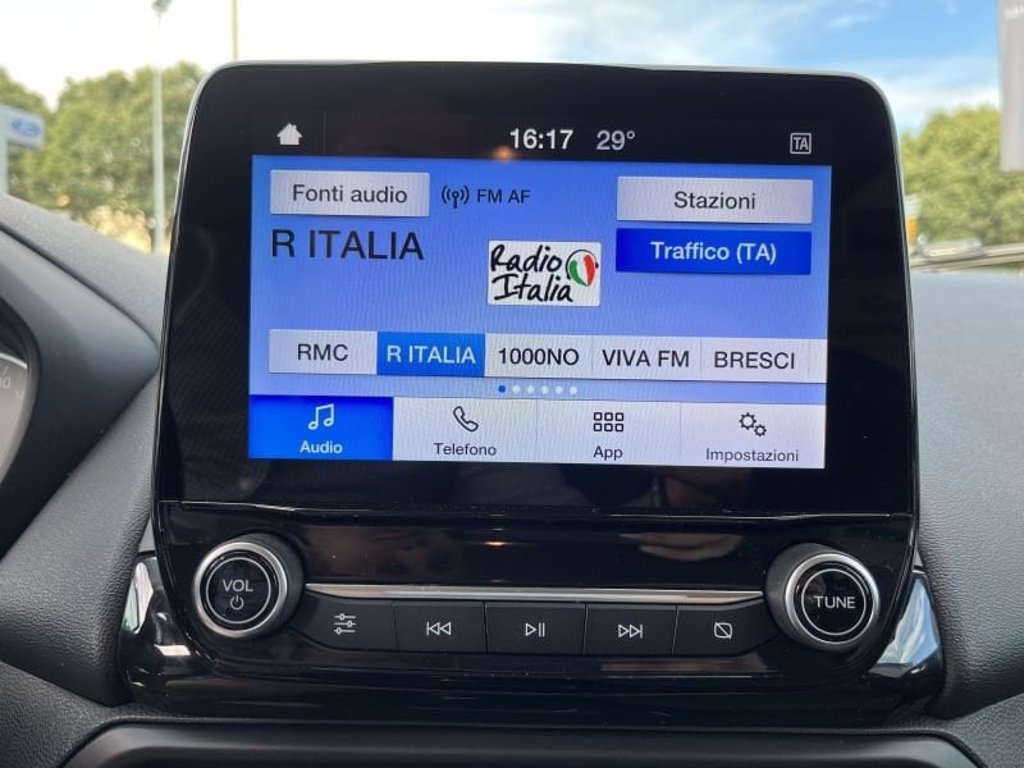 16:17 29°
TA
Fonti audio
FM AF
Stazioni
R ITALIA
Radio
Italia
Traffico (TA)
RMC
R ITALIA
1000NO
VIVA FM
BRESCI
Audio
Telefono
App
Impostazioni
VOL
TUNE